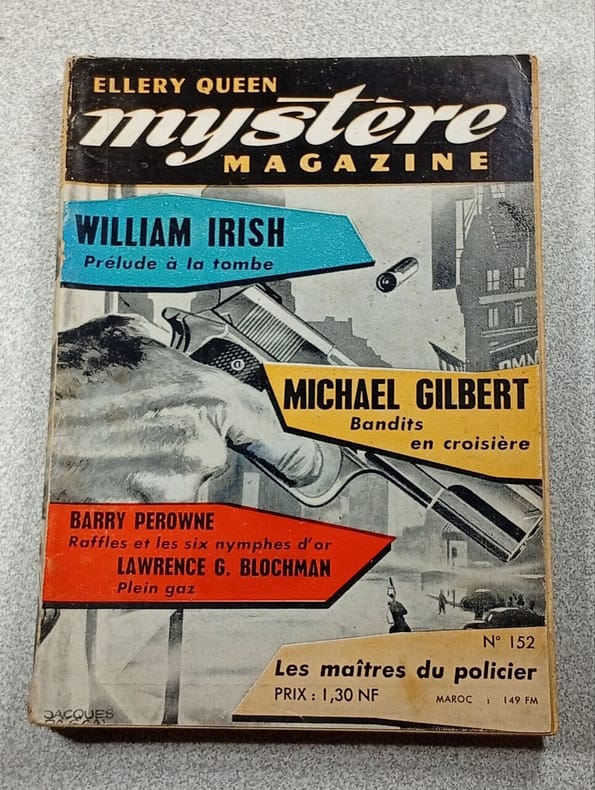 ELLERY QUEEN
mystère
MAGAZINE
WILLIAM IRISH
Prélude à la tombe
MICHAEL GILBERT
Bandits
en croisière
BARRY PEROWNE
Raffles et les six nymphes d'or
LAWRENCE G. BLOCHMAN
Plein gaz
N° 152
Les maîtres du policier
PRIX : 1,30 NF
MAROC : 149 FM
JACQUES